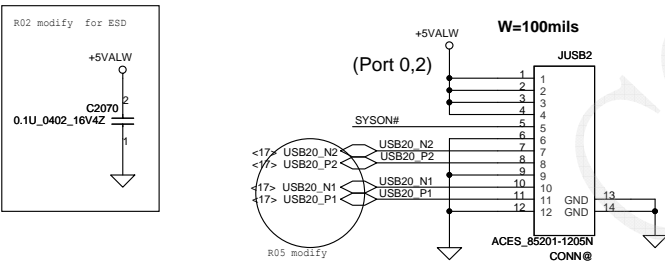 R02 modify for ESD
+5VALW
C2070
0.1U_0402_16V4Z
2
1
+5VALW
W=100mils
(Port 0,2)
JUSB2
SYSON#
<17> USB20_N2
<17> USB20_P2
<17> USB20_N1
<17> USB20_P1
USB20_N2
USB20_P2
USB20_N1
USB20_P1
1 1
2 2
3 3
4 4
5 5
6 6
7 7
8 8
9 9
10 10
11 11
12 12
GND 13
GND 14
ACES_85201-1205N
CONN@
R05 modify